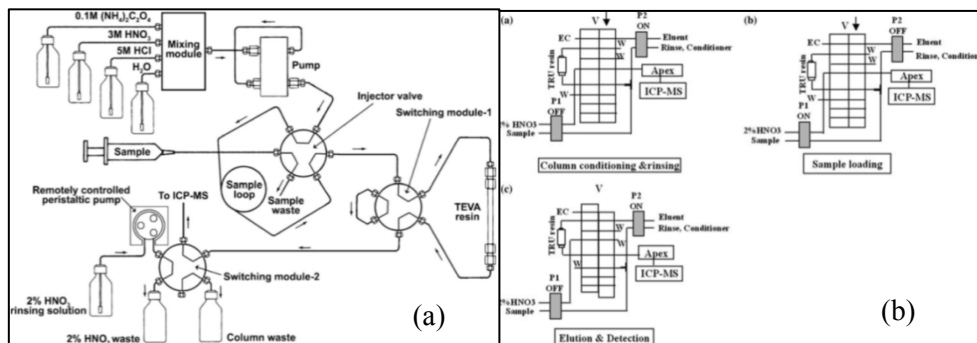 0.1M (NH₄)₂C₂O₄
3M HNO₃
5M HCl
H₂O
Mixing module
Pump
Injector valve
Switching module-1
Sample
Sample loop
Sample waste
TEVA resin
Remotely controlled peristaltic pump
To ICP-MS
Switching module-2
2% HNO₃ rinsing solution
2% HNO₃ waste
Column waste
(a)
(a)
V
P2
ON
EC
W
W
Eluent
Rinse, Conditioner
TRU resin
Apex
ICP-MS
W
P1
OFF
2% HNO3
Sample
Column conditioning &rinsing
(b)
V
P2
OFF
EC
W
W
Eluent
Rinse, Conditioner
TRU resin
Apex
ICP-MS
W
P1
ON
2%HNO3
Sample
Sample loading
(c)
V
P2
ON
EC
W
W
Eluent
Rinse, Conditioner
TRU resin
Apex
ICP-MS
W
P1
OFF
2%HNO3
Sample
Elution & Detection
(b)